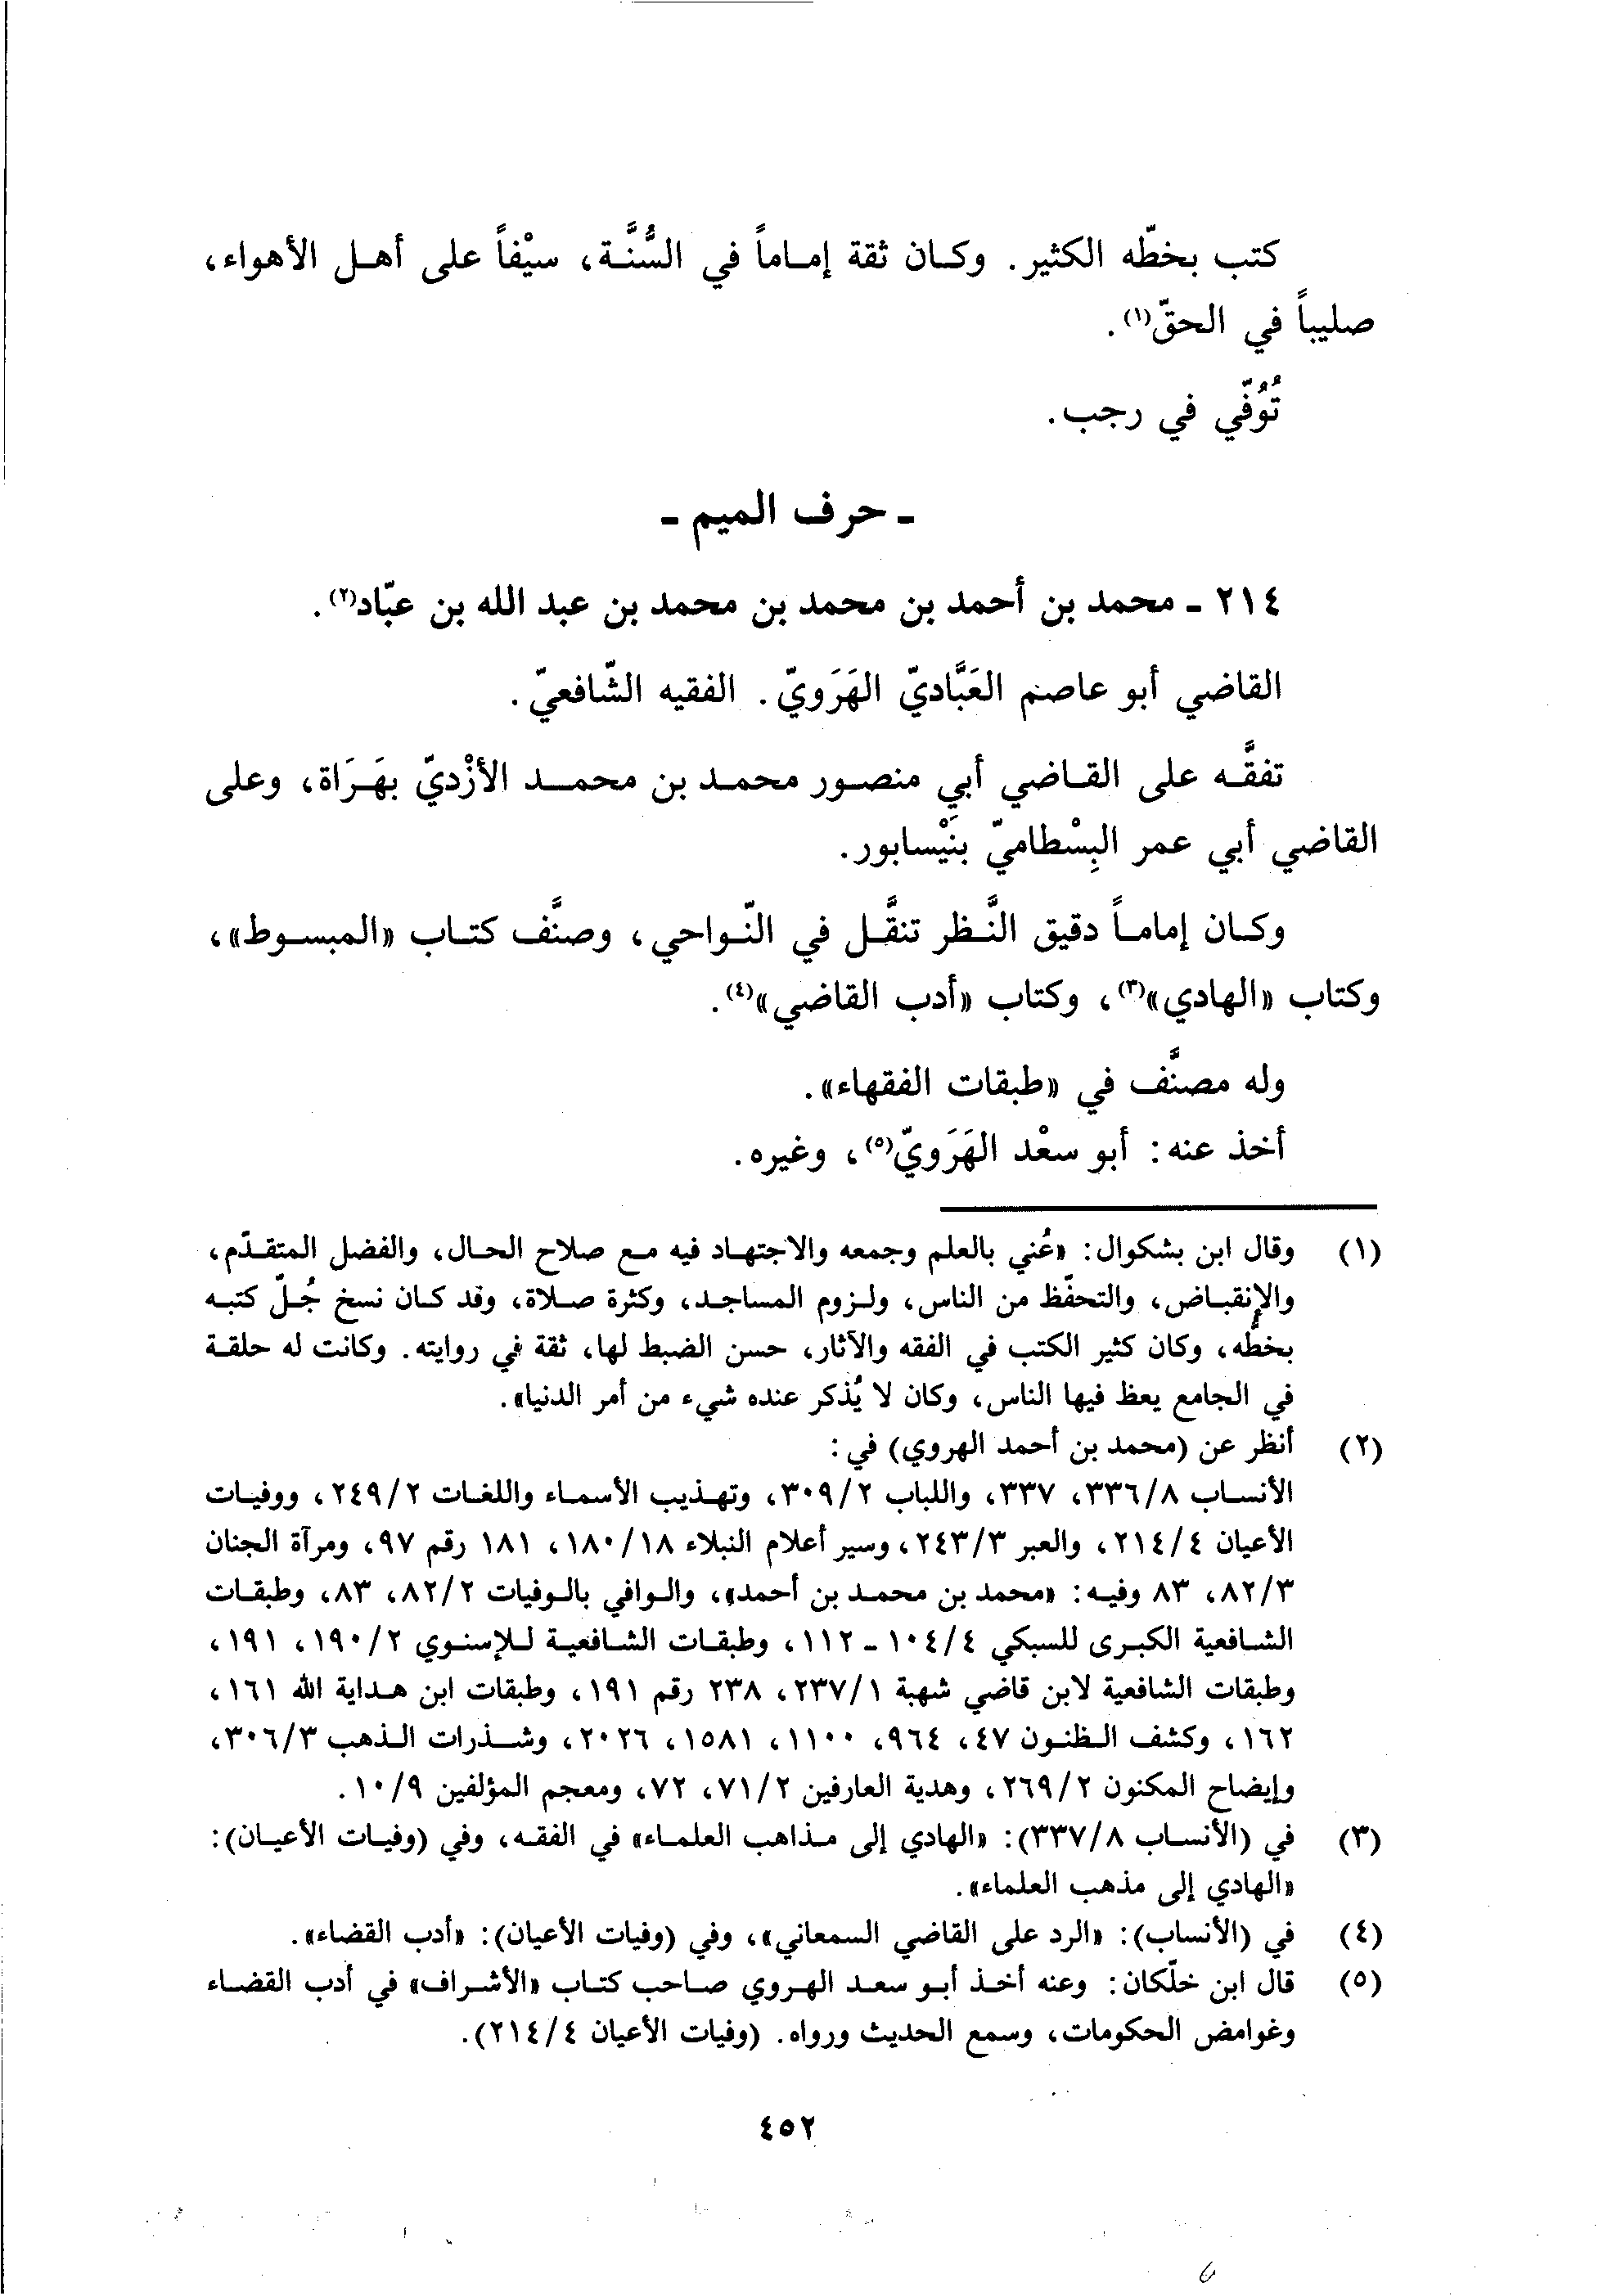 كتب بخطّه الكثير. وكان ثقة إماماً في السُّنَّة، سيْفاً على أهل الأهواء،
صليباً في الحقّ(١).
تُوُفّي في رجب.
ـ حرف الميم ـ
٢١٤ ـ محمد بن أحمد بن محمد بن محمد بن عبد الله بن عبّاد(٢).
القاضي أبو عاصم العَبَّاديّ الهَرَويّ. الفقيه الشّافعيّ.
تفقَّه على القاضي أبي منصور محمد بن محمد الأزْديّ بهَرَاة، وعلى
القاضي أبي عمر البِسْطاميّ بنَيْسابور.
وكان إماماً دقيق النَّظر تنقَّل في النّواحي، وصنَّف كتاب «المبسوط»،
وكتاب «الهادي»(٣)، وكتاب «أدب القاضي»(٤).
وله مصنَّف في «طبقات الفقهاء».
أخذ عنه: أبو سعْد الهَرَويّ(٥)، وغيره.
(١) وقال ابن بشكوال: «عُني بالعلم وجمعه والاجتهاد فيه مع صلاح الحال، والفضل المتقدّم،
والإنقباض، والتحفّظ من الناس، ولزوم المساجد، وكثرة صلاة، وقد كان نسخ جُلّ كتبه
بخطّه، وكان كثير الكتب في الفقه والآثار، حسن الضبط لها، ثقة في روايته. وكانت له حلقة
في الجامع يعظ فيها الناس، وكان لا يُذكر عنده شيء من أمر الدنيا».
(٢) أنظر عن (محمد بن أحمد الهروي) في:
الأنساب ٣٣٦/٨، ٣٣٧، واللباب ٣٠٩/٢، وتهذيب الأسماء واللغات ٢٤٩/٢، ووفيات
الأعيان ٢١٤/٤، والعبر ٢٤٣/٣، وسير أعلام النبلاء ١٨٠/١٨، ١٨١ رقم ٩٧، ومرآة الجنان
٨٢/٣، ٨٣ وفيه: «محمد بن محمد بن أحمد»، والوافي بالوفيات ٨٢/٢، ٨٣، وطبقات
الشافعية الكبرى للسبكي ١٠٤/٤ ـ ١١٢، وطبقات الشافعية للإسنوي ١٩٠/٢، ١٩١،
وطبقات الشافعية لابن قاضي شهبة ٢٣٧/١، ٢٣٨ رقم ١٩١، وطبقات ابن هداية الله ١٦١،
١٦٢، وكشف الظنون ٤٧، ٩٦٤، ١١٠٠، ١٥٨١، ٢٠٢٦، وشذرات الذهب ٣٠٦/٣،
وإيضاح المكنون ٢٦٩/٢، وهدية العارفين ٧١/٢، ٧٢، ومعجم المؤلفين ١٠/٩.
(٣) في (الأنساب ٣٣٧/٨): «الهادي إلى مذاهب العلماء» في الفقه، وفي (وفيات الأعيان):
«الهادي إلى مذهب العلماء».
(٤) في (الأنساب): «الرد على القاضي السمعاني»، وفي (وفيات الأعيان): «أدب القضاء».
(٥) قال ابن خلّكان: وعنه أخذ أبو سعد الهروي صاحب كتاب «الأشراف» في أدب القضاء
وغوامض الحكومات، وسمع الحديث ورواه. (وفيات الأعيان ٢١٤/٤).
٤٥٢